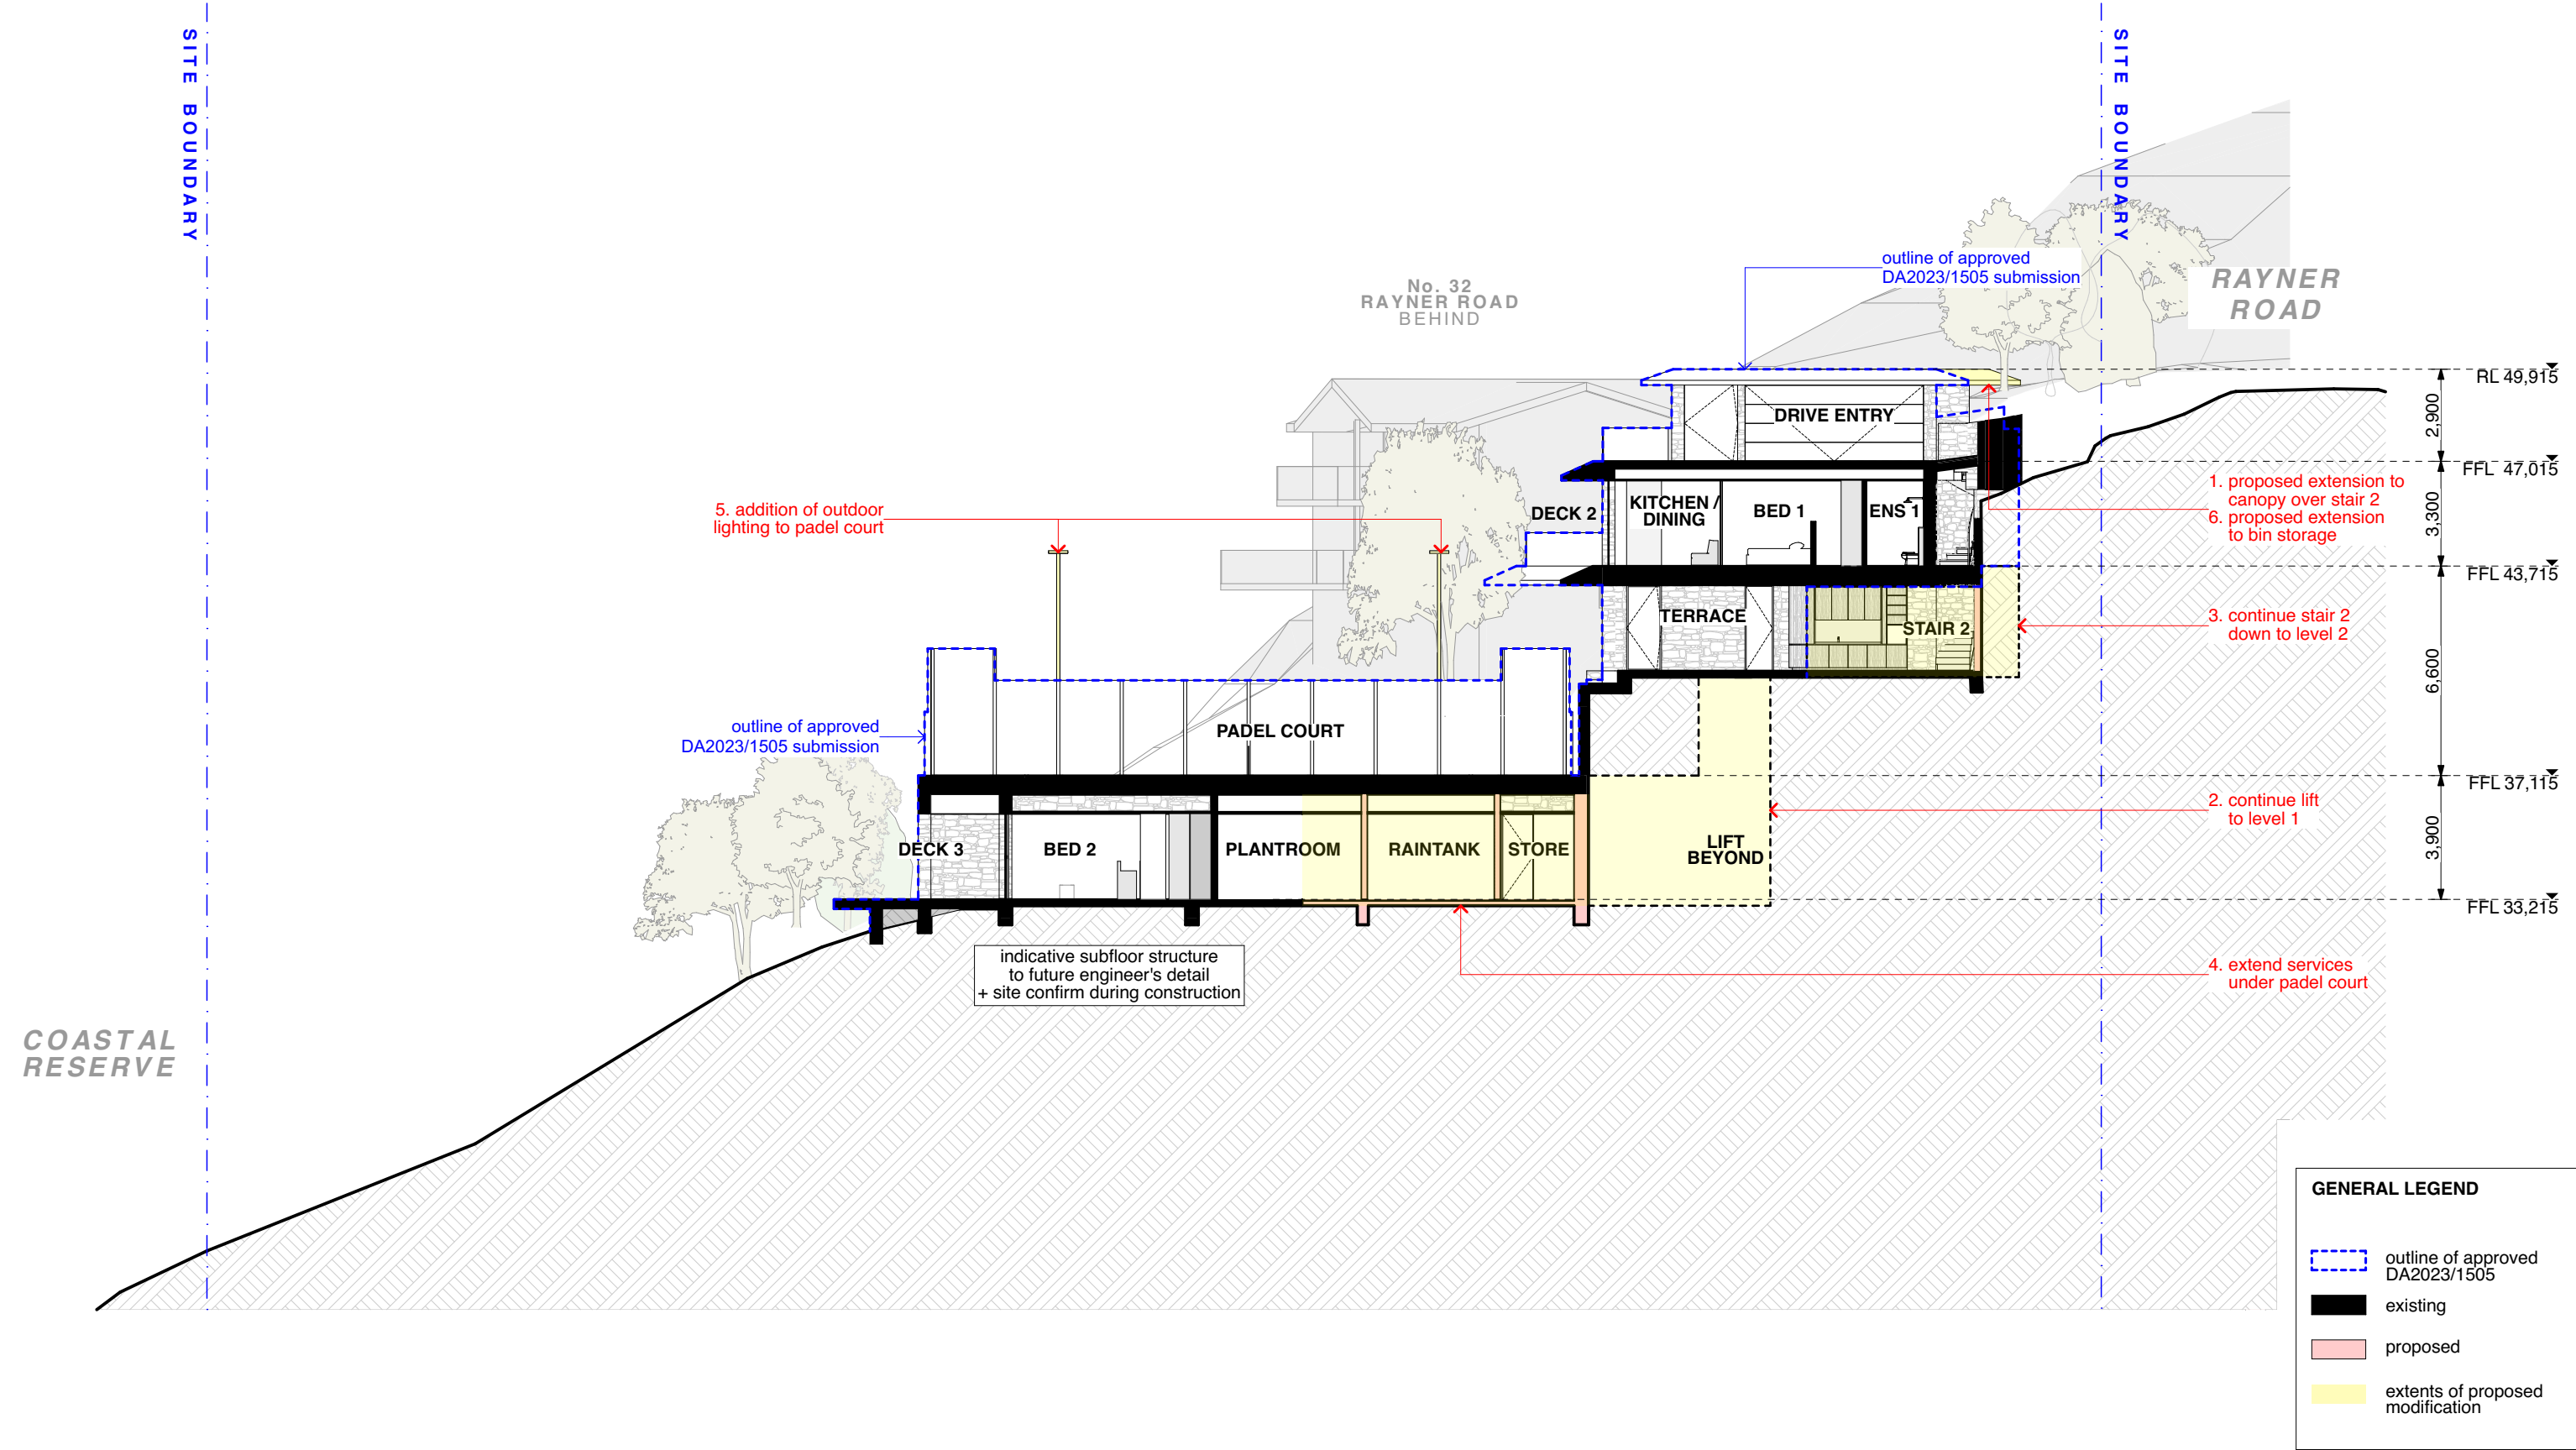 SITE BOUNDARY
SITE BOUNDARY
outline of approved
DA2023/1505 submission
RAYNER
ROAD
No. 32
RAYNER ROAD
BEHIND
RL 49,915
2,900
DRIVE ENTRY
FFL 47,015
1. proposed extension to
canopy over stair 2
6. proposed extension
to bin storage
5. addition of outdoor
lighting to padel court
DECK 2
KITCHEN /
DINING
BED 1
ENS 1
3,300
FFL 43,715
TERRACE
STAIR 2
3. continue stair 2
down to level 2
6,600
outline of approved
DA2023/1505 submission
PADEL COURT
FFL 37,115
2. continue lift
to level 1
DECK 3
BED 2
PLANTROOM
RAINTANK
STORE
LIFT
BEYOND
3,900
FFL 33,215
indicative subfloor structure
to future engineer's detail
+ site confirm during construction
4. extend services
under padel court
COASTAL
RESERVE
GENERAL LEGEND
outline of approved
DA2023/1505
existing
proposed
extents of proposed
modification